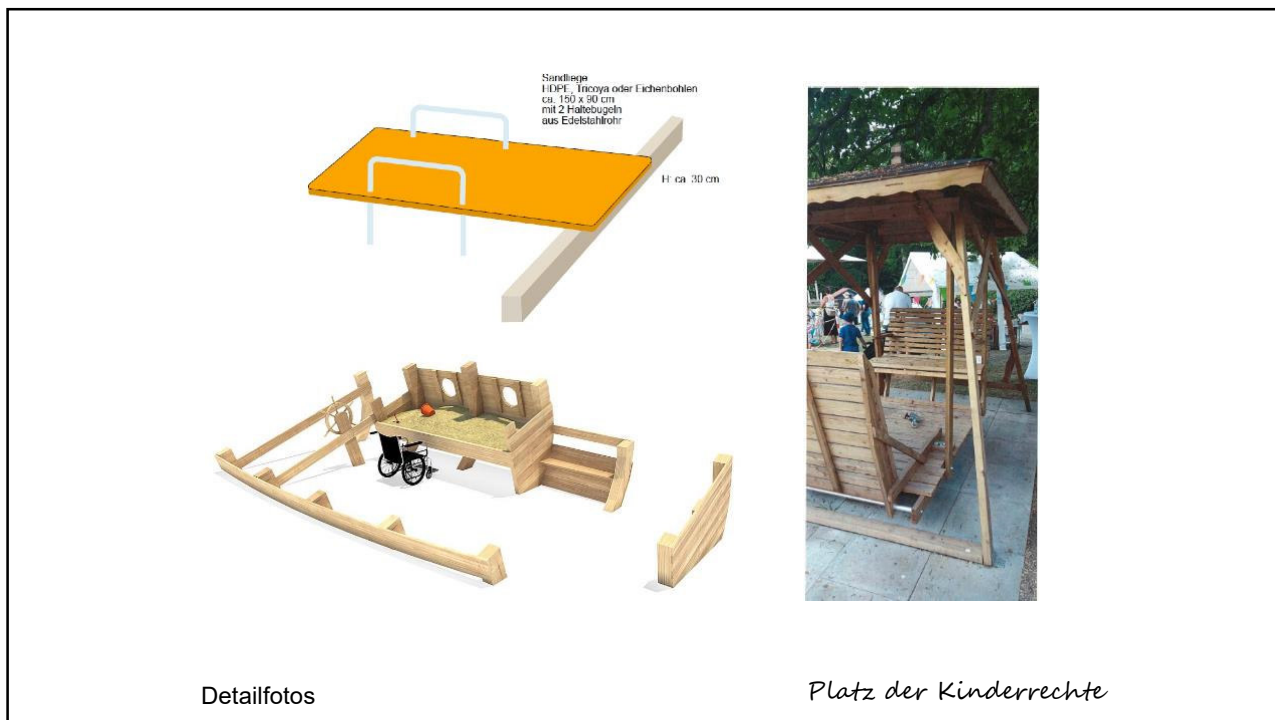 Sandliege
HDPE, Tricoya oder Eichenbohlen
ca. 150 x 90 cm
mit 2 Haltebugeln
aus Edelstahlrohr
H: ca. 30 cm
Detailfotos
Platz der Kinderrechte